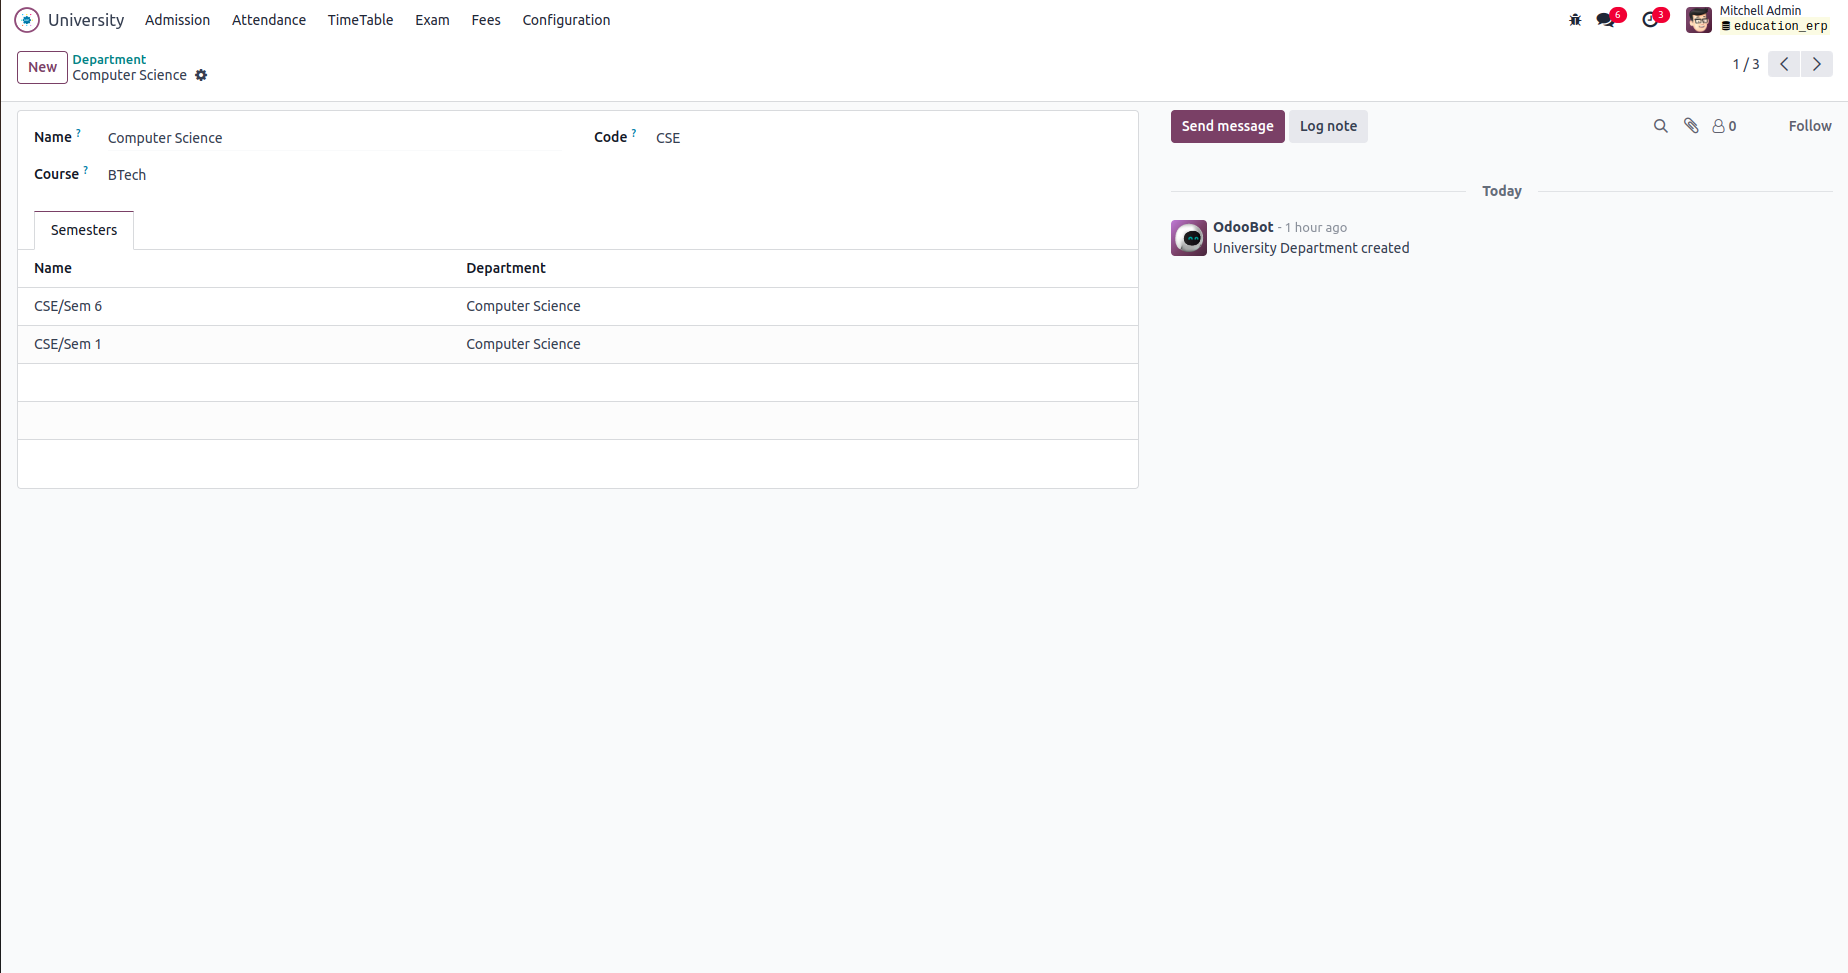 University Admission Attendance TimeTable Exam Fees Configuration 6 3 Mitchell Admin
education_erp
New Department
Computer Science
1 / 3
Name ? Computer Science Code ? CSE
Course ? BTech
Semesters
Name Department
CSE/Sem 6 Computer Science
CSE/Sem 1 Computer Science
Send message Log note 0 Follow
Today
OdooBot - 1 hour ago
University Department created